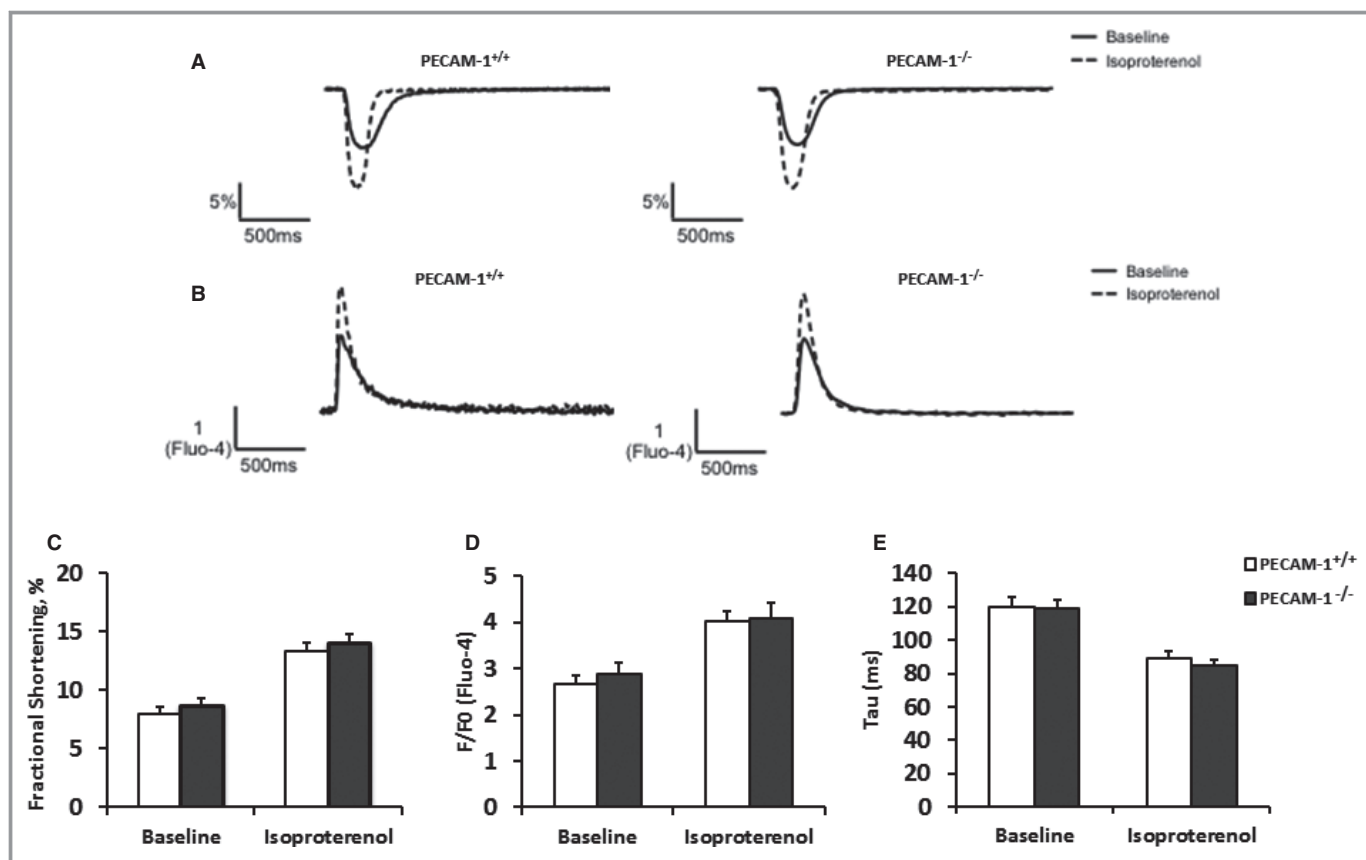 A
PECAM-1+/+
PECAM-1-/-
Baseline
Isoproterenol
5%
500ms
5%
500ms
B
PECAM-1+/+
PECAM-1-/-
Baseline
Isoproterenol
1
(Fluo-4)
500ms
1
(Fluo-4)
500ms
C
Fractional Shortening, %
20
15
10
5
0
Baseline
Isoproterenol
D
F/F0 (Fluo-4)
5
4
3
2
1
0
Baseline
Isoproterenol
E
Tau (ms)
140
120
100
80
60
40
20
0
Baseline
Isoproterenol
PECAM-1+/+
PECAM-1-/-